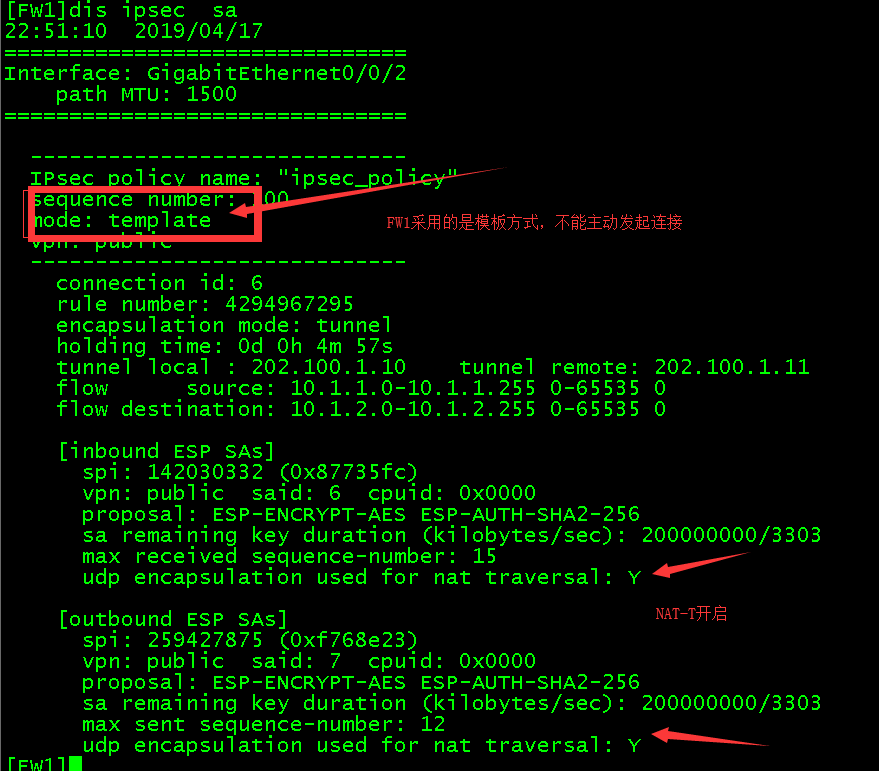 [FW1]dis ipsec  sa
22:51:10  2019/04/17
===============================
Interface: GigabitEthernet0/0/2
    path MTU: 1500
===============================
  -----------------------------
  IPsec policy name: "ipsec_policy"
  sequence number: 100
  mode: template
FW1采用的是模板方式，不能主动发起连接
  vpn: public
  -----------------------------
    connection id: 6
    rule number: 4294967295
    encapsulation mode: tunnel
    holding time: 0d 0h 4m 57s
    tunnel local : 202.100.1.10    tunnel remote: 202.100.1.11
    flow      source: 10.1.1.0-10.1.1.255 0-65535 0
    flow destination: 10.1.2.0-10.1.2.255 0-65535 0
    [inbound ESP SAs]
      spi: 142030332 (0x87735fc)
      vpn: public  said: 6  cpuid: 0x0000
      proposal: ESP-ENCRYPT-AES ESP-AUTH-SHA2-256
      sa remaining key duration (kilobytes/sec): 200000000/3303
      max received sequence-number: 15
      udp encapsulation used for nat traversal: Y
NAT-T开启
    [outbound ESP SAs]
      spi: 259427875 (0xf768e23)
      vpn: public  said: 7  cpuid: 0x0000
      proposal: ESP-ENCRYPT-AES ESP-AUTH-SHA2-256
      sa remaining key duration (kilobytes/sec): 200000000/3303
      max sent sequence-number: 12
      udp encapsulation used for nat traversal: Y
[FW1]